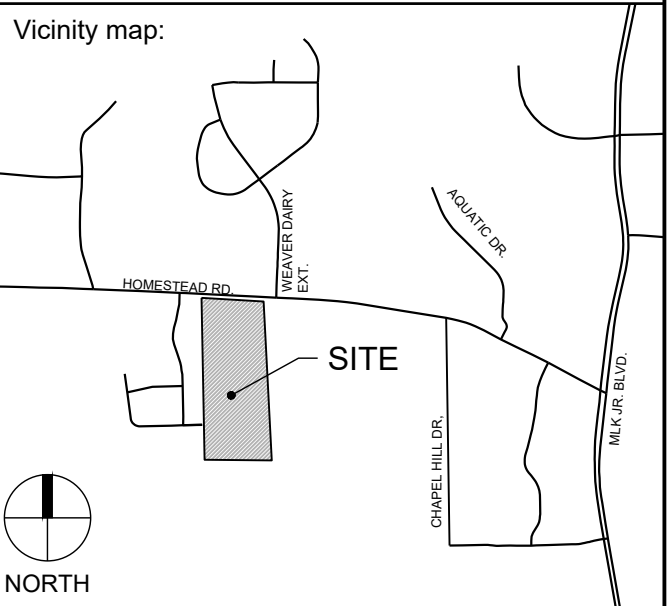 Vicinity map:
WEAVER DAIRY
EXT.
AQUATIC DR.
HOMESTEAD RD.
SITE
MLK JR. BLVD.
CHAPEL HILL DR,
NORTH